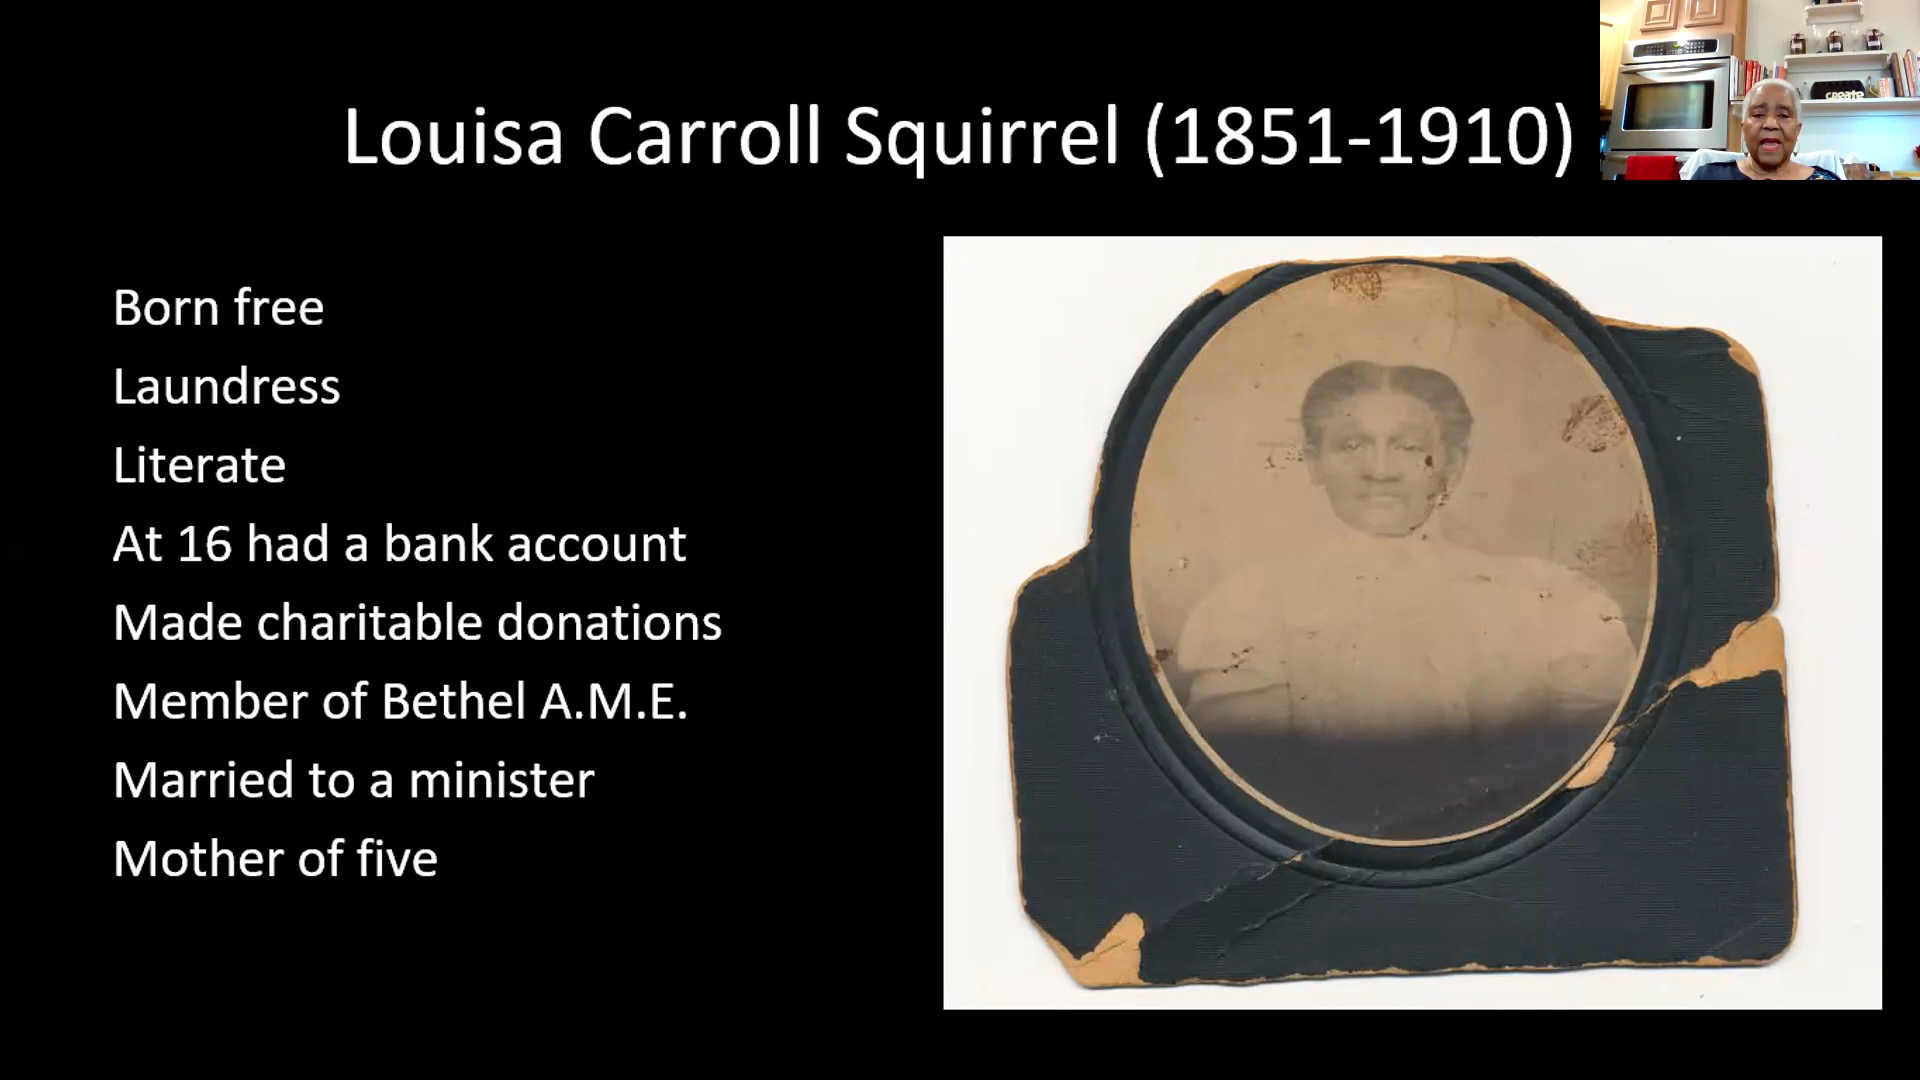 Louisa Carroll Squirrel (1851-1910)
create
Born free
Laundress
Literate
At 16 had a bank account
Made charitable donations
Member of Bethel A.M.E.
Married to a minister
Mother of five